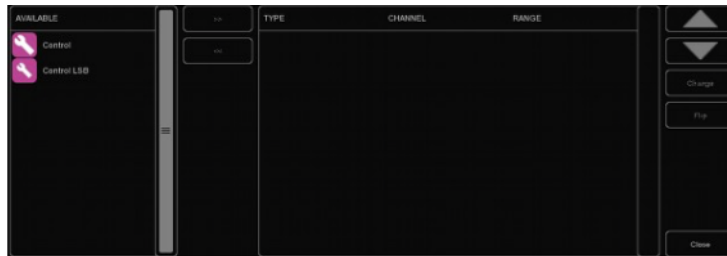 AVAILABLE
>>
TYPE CHANNEL RANGE
Control
<<
Control LSB
Change
Flip
Close